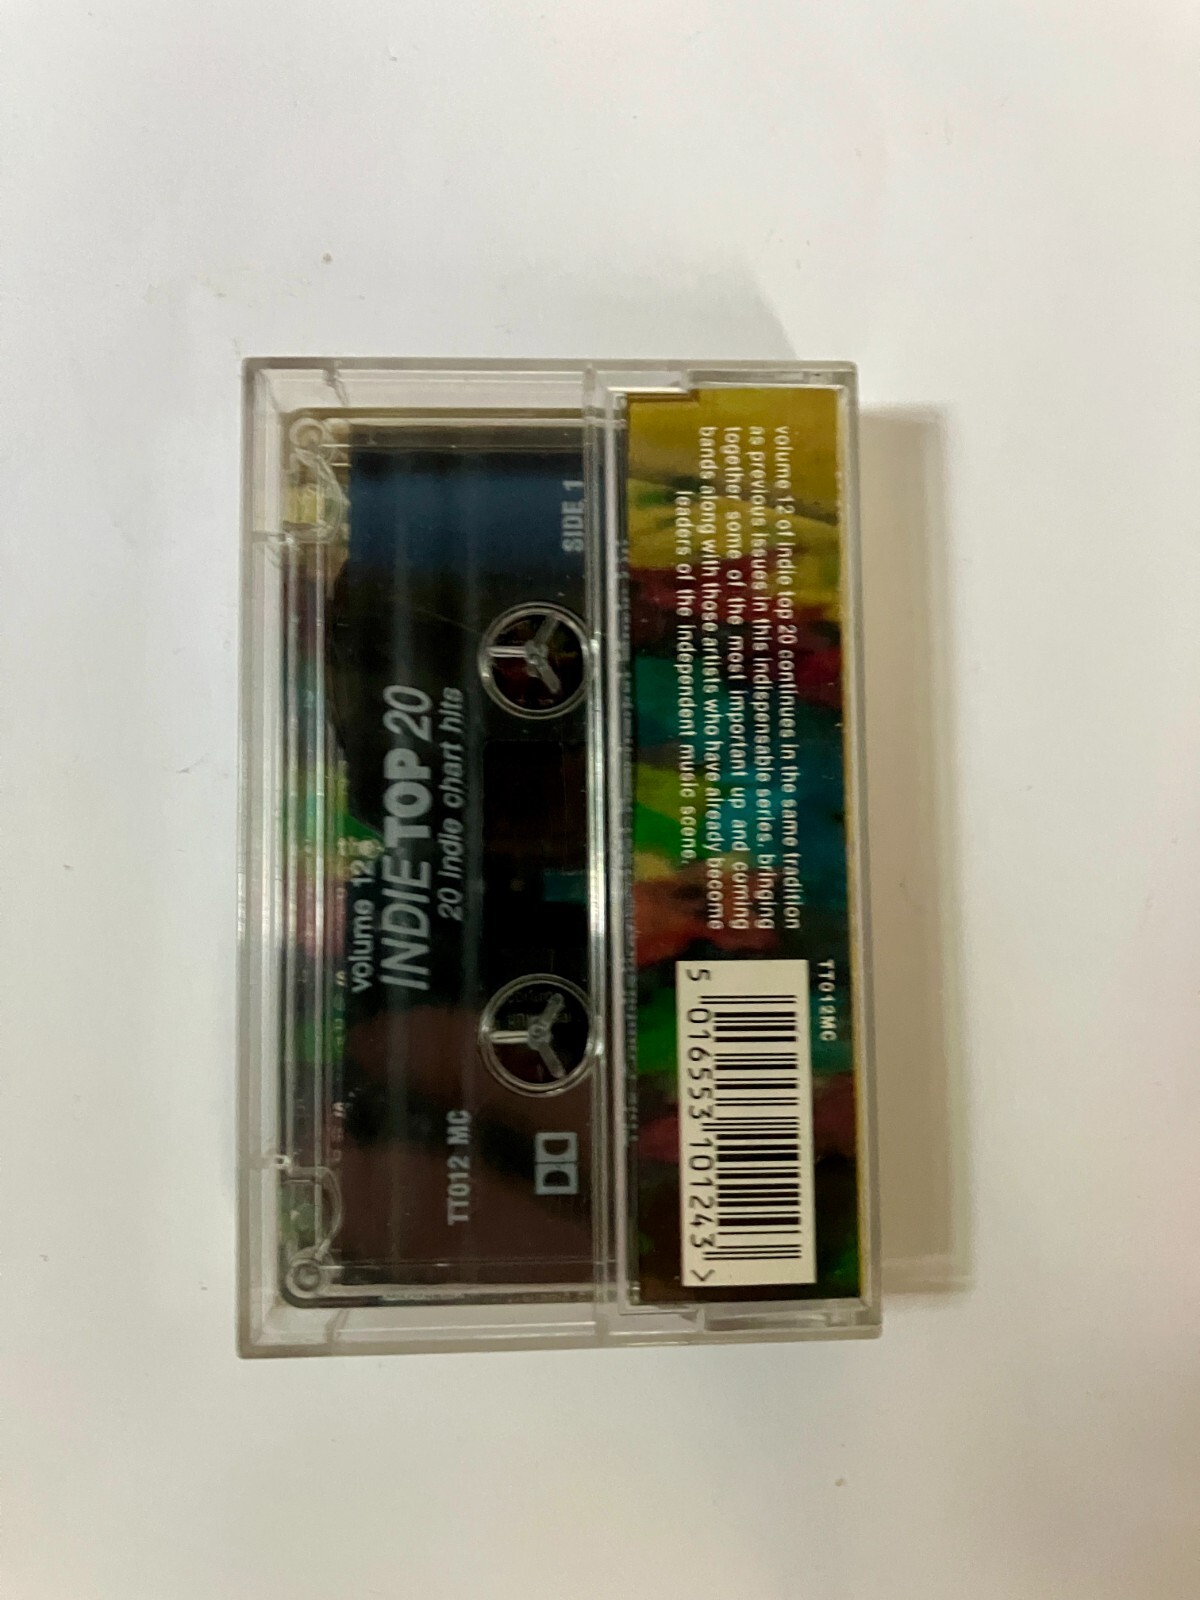 volume 12 of indie top 20 continues in the same tradition
as previous issues in this indispensable series. bringing
together some of the most important up and coming
bands along with those artists who have already become
leaders of the independent music scene.
TT012MC
5 016553 101243 >
SIDE 1
volume 12
INDIE TOP 20
20 indie chart hits
TT012 MC